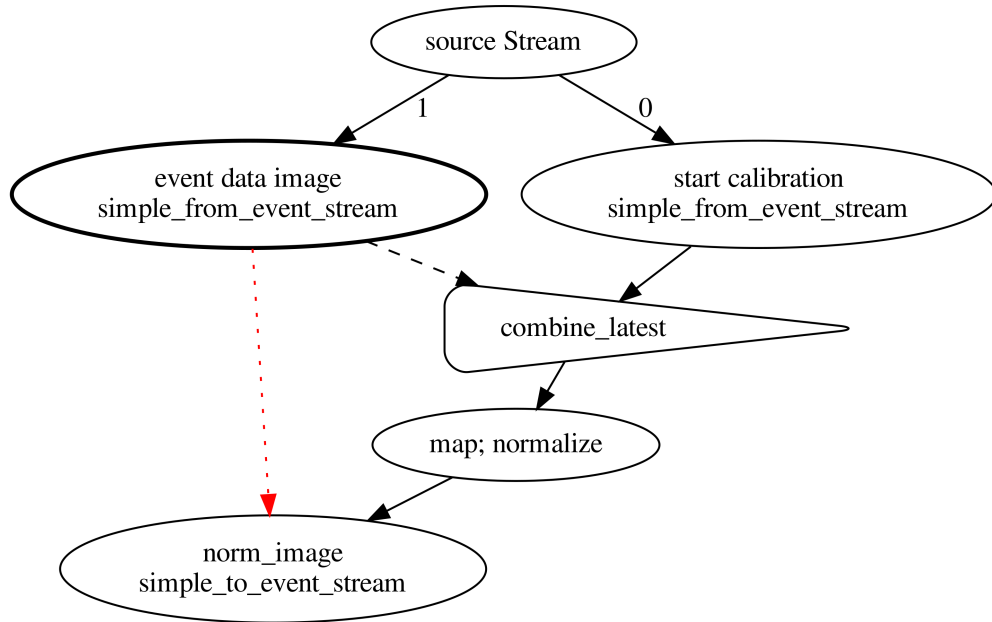 source Stream
1
0
event data image
simple_from_event_stream
start calibration
simple_from_event_stream
combine_latest
map; normalize
norm_image
simple_to_event_stream